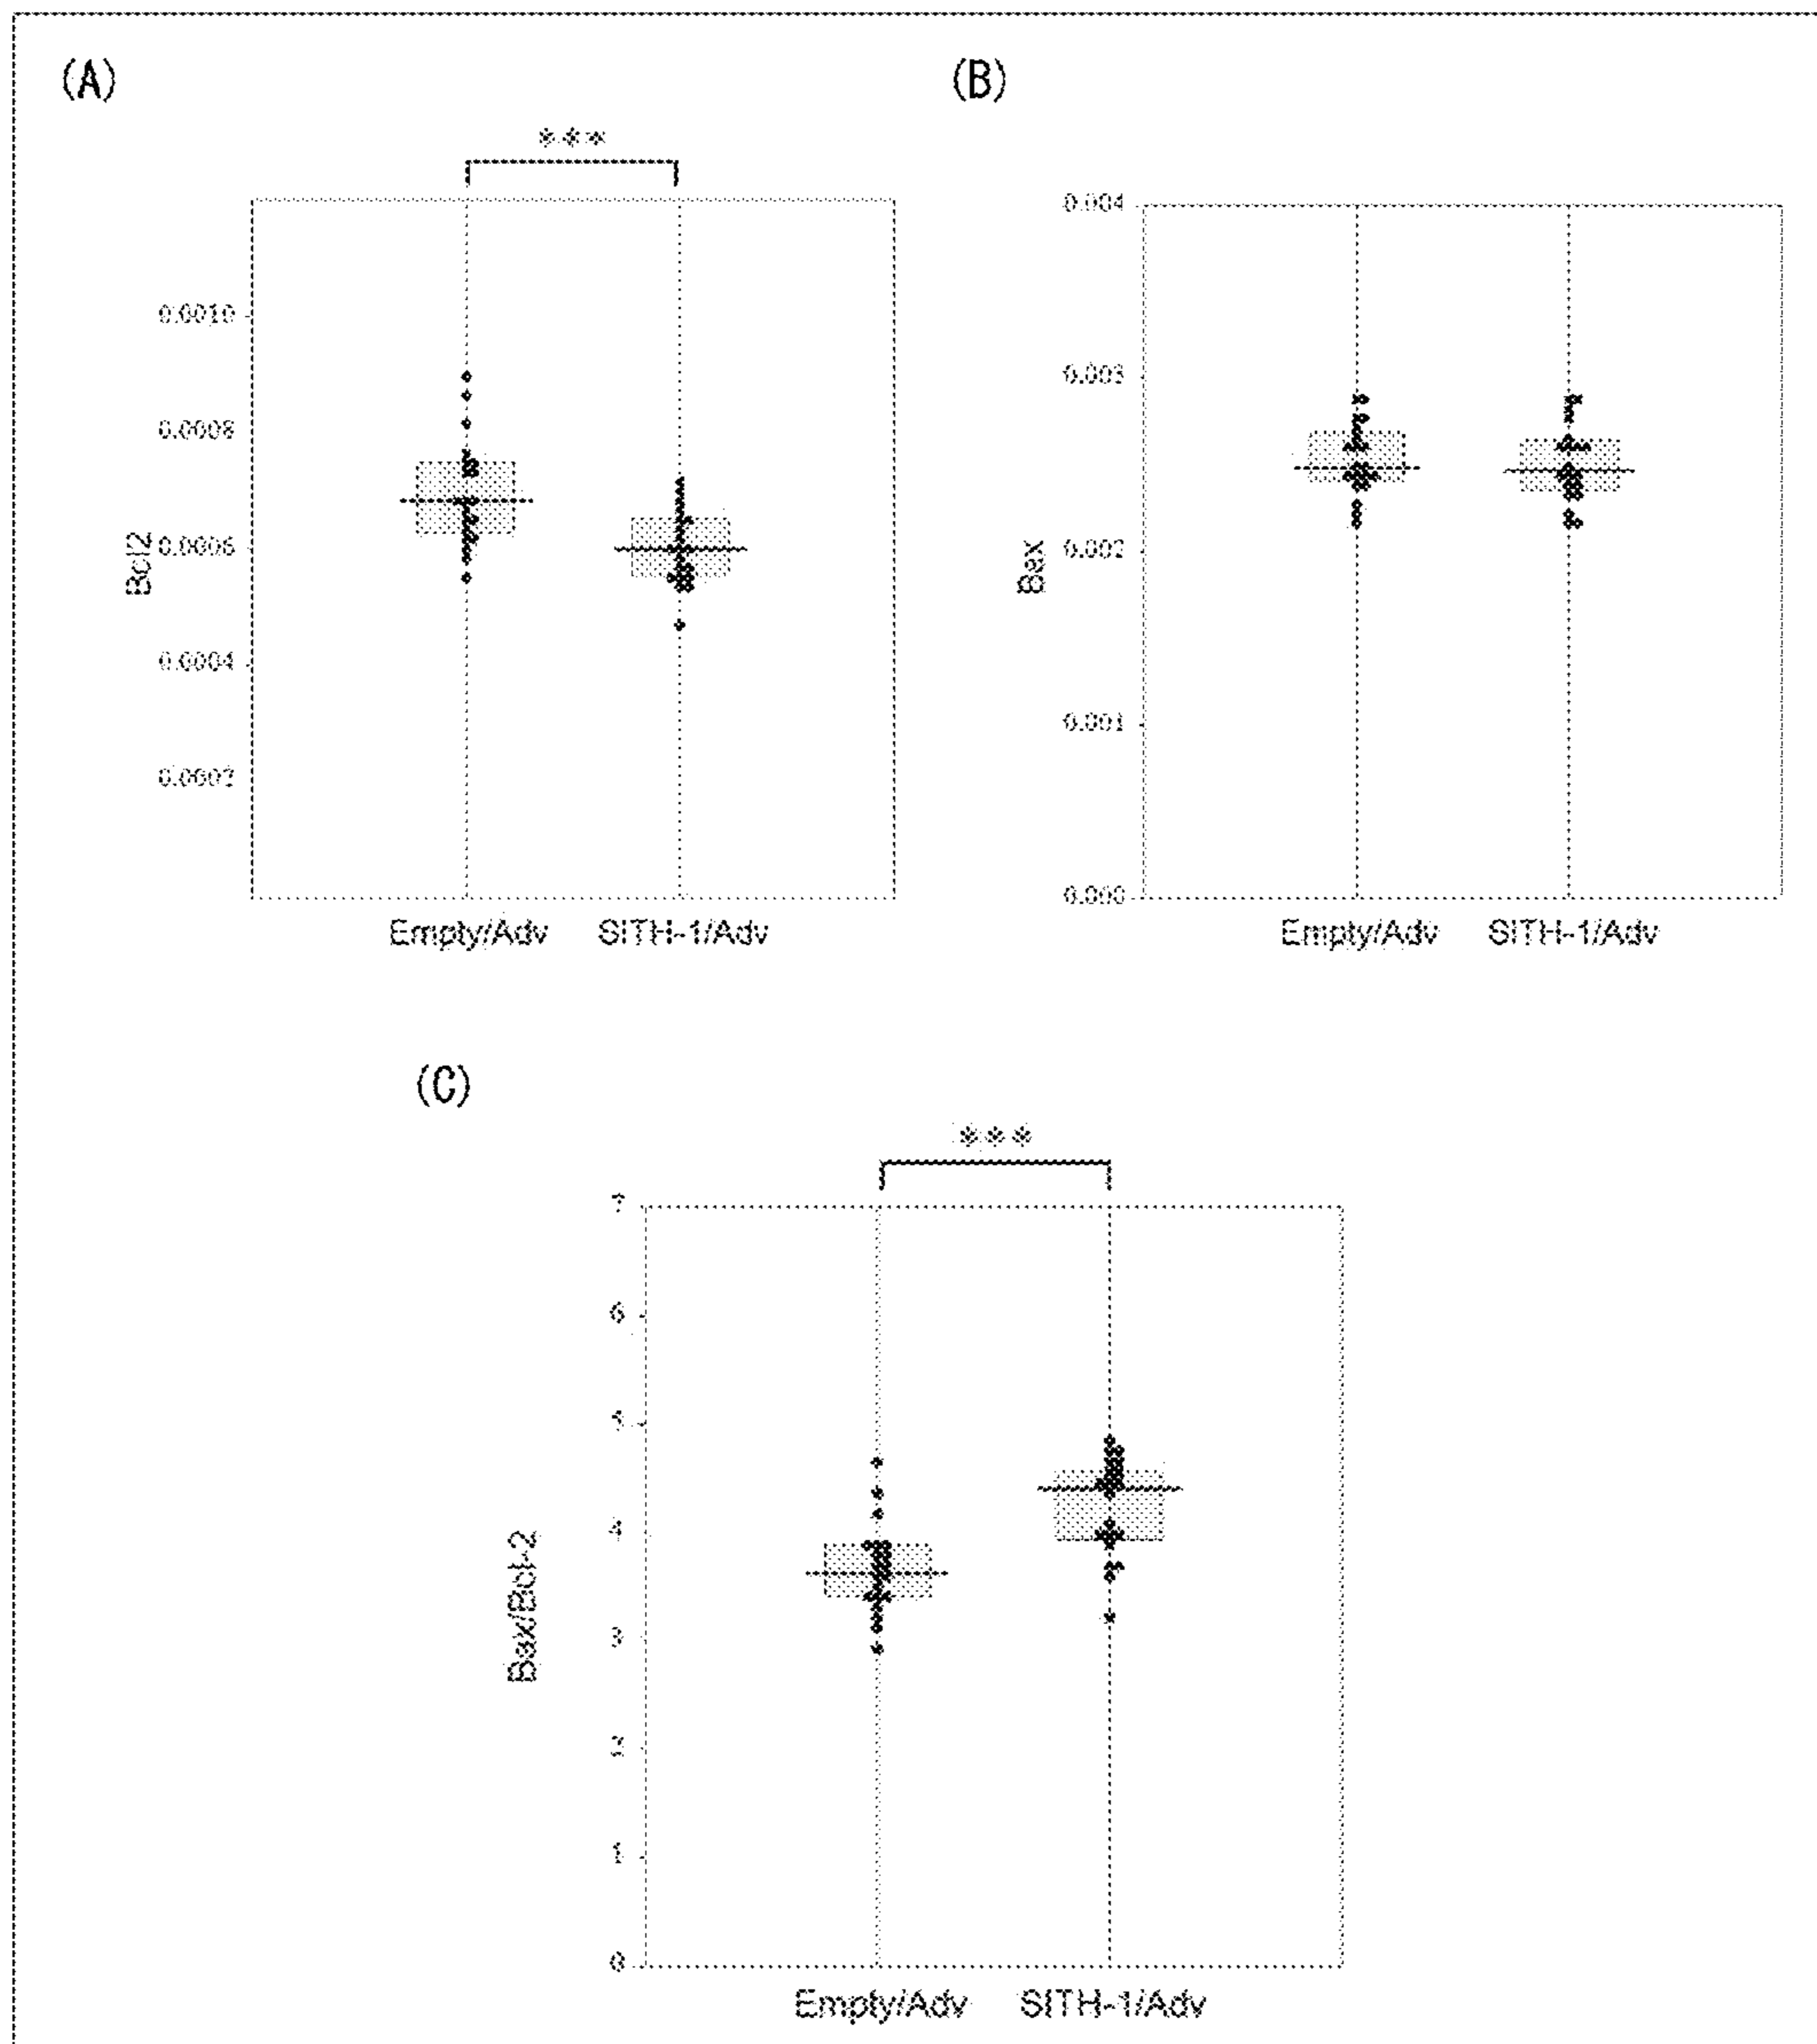 (A)
(B)
***
Bcl2
0.0010
0.0008
0.0006
0.0004
0.0002
Empty/Adv SITH-1/Adv
Bax
0.004
0.003
0.002
0.001
0.000
Empty/Adv SITH-1/Adv
(C)
***
Bax/Bcl-2
7
6
5
4
3
2
1
0
Empty/Adv SITH-1/Adv